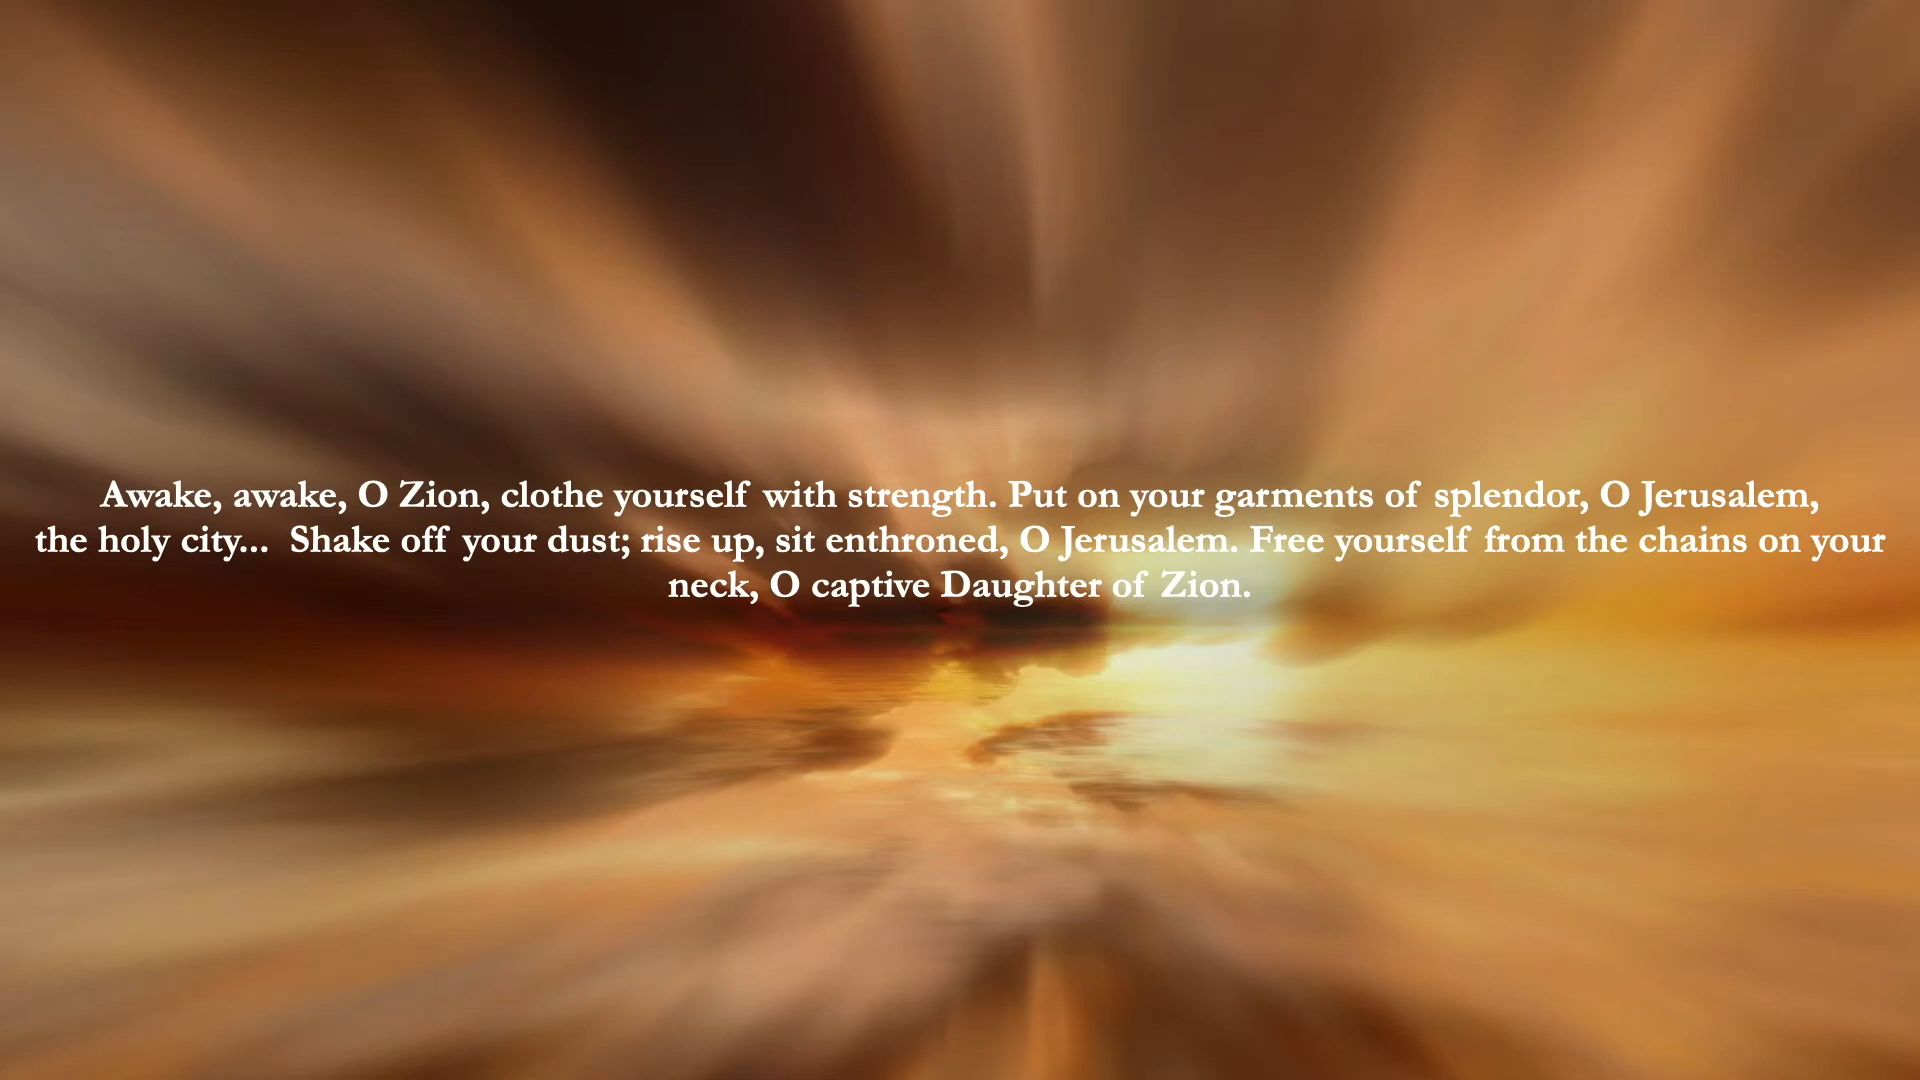 Awake, awake, O Zion, clothe yourself with strength. Put on your garments of splendor, O Jerusalem,
the holy city... Shake off your dust; rise up, sit enthroned, O Jerusalem. Free yourself from the chains on your
neck, O captive Daughter of Zion.